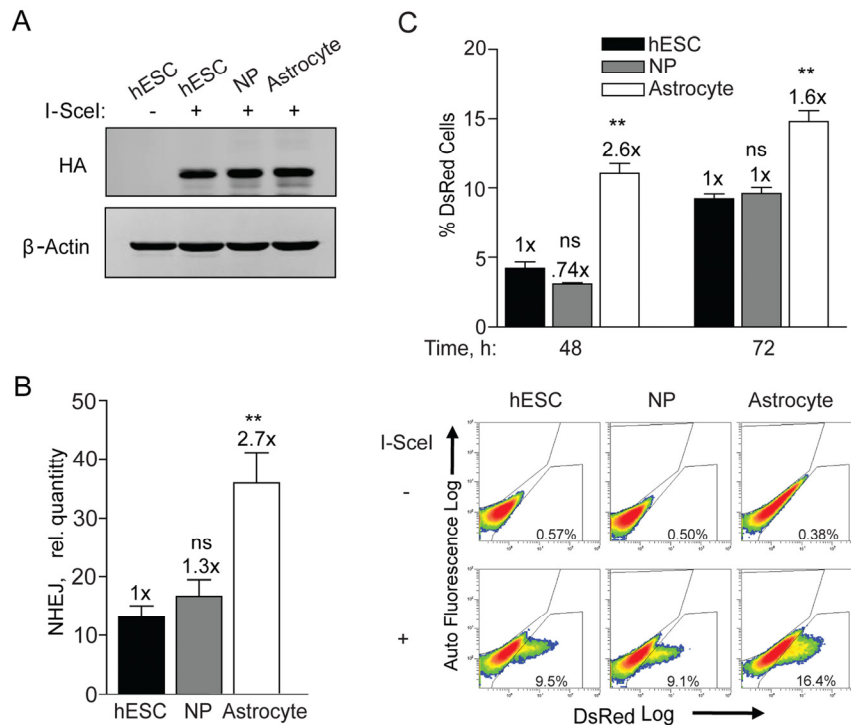 A
hESC hESC NP Astrocyte
I-SceI: - + + +
HA
β-Actin
C
hESC
NP
Astrocyte
% DsRed Cells
20
15
10
5
0
1x
ns
.74x
**
2.6x
1x
ns
1x
**
1.6x
Time, h: 48 72
B
NHEJ, rel. quantitty
50
40
30
20
10
0
1x
ns
1.3x
**
2.7x
hESC NP Astrocyte
hESC NP Astrocyte
I-SceI
-
+
Auto Fluorescence Log
0.57% 0.50% 0.38%
9.5% 9.1% 16.4%
DsRed Log